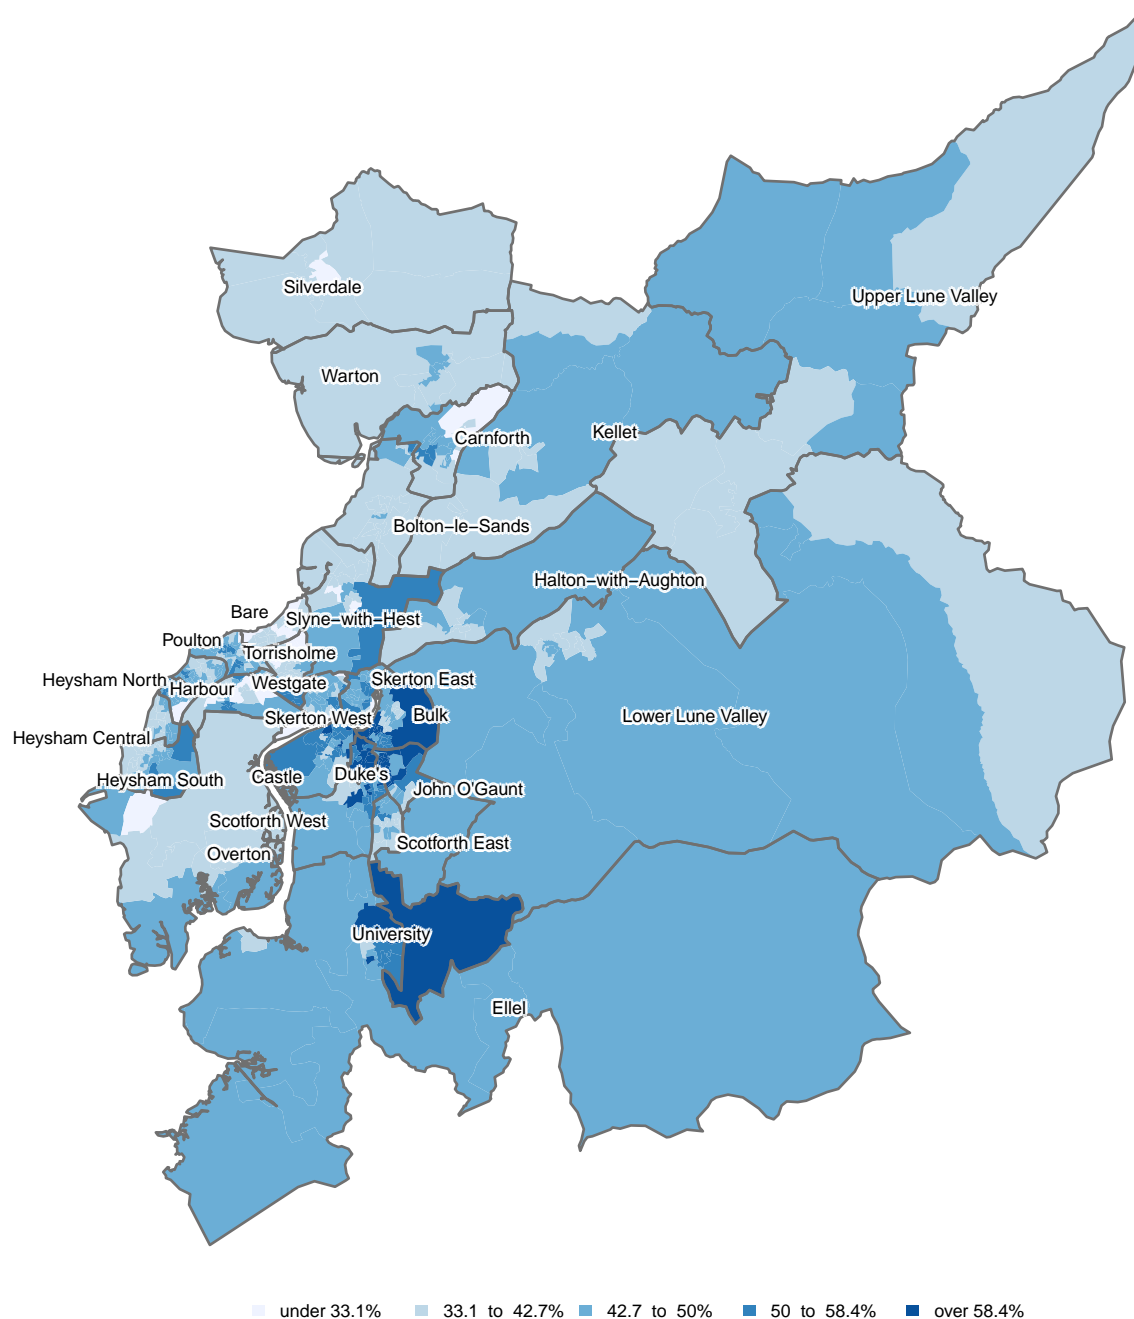 Silverdale
Upper Lune Valley
Warton
Kellet
Carnforth
Bolton−le−Sands
Halton−with−Aughton
Bare
Slyne−with−Hest
Poulton
Torrisholme
Heysham North
Harbour
Westgate
Skerton East
Skerton West
Bulk
Lower Lune Valley
Heysham Central
Heysham South
Castle
Duke's
John O'Gaunt
Scotforth West
Scotforth East
Overton
University
Ellel
under 33.1% 33.1 to 42.7% 42.7 to 50% 50 to 58.4% over 58.4%